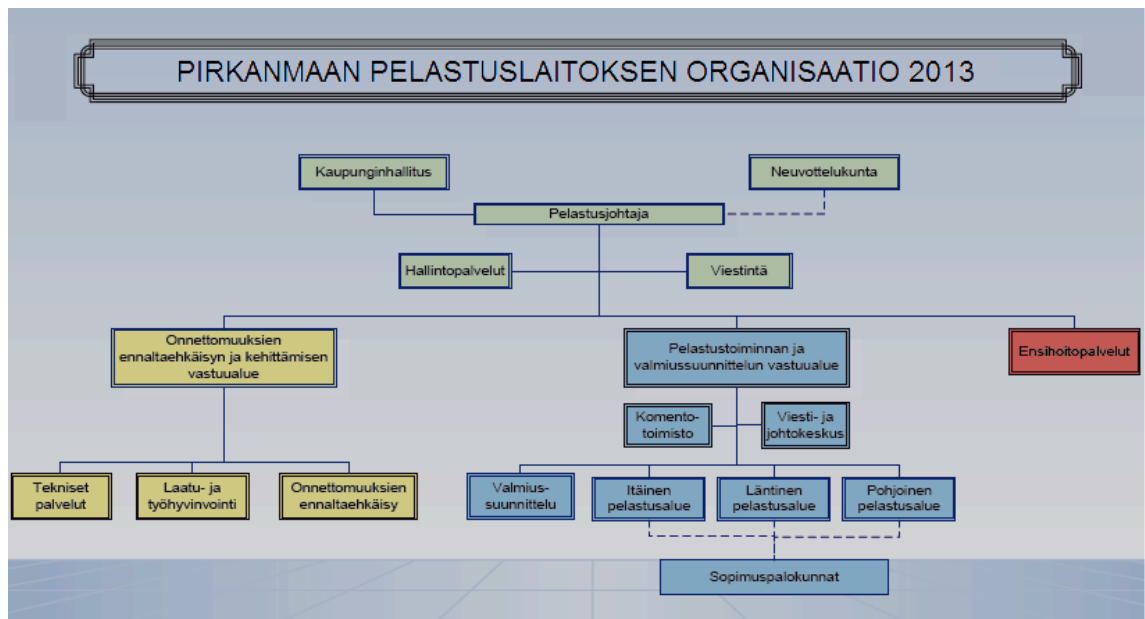 PIRKANMAAN PELASTUSLAITOKSEN ORGANISAATIO 2013
Kaupunginhallitus
Neuvottelukunta
Pelastusjohtaja
Hallintopalvelut
Viestintä
Onnettomuuksien
ennaltaehkäisyn ja kehittämisen
vastuualue
Pelastustoiminnan ja
valmiussuunnittelun vastuualue
Ensihoitopalvelut
Komento-
toimisto
Viesti- ja
johtokeskus
Tekniset
palvelut
Laatu- ja
työhyvinvointi
Onnettomuuksien
ennaltaehkäisy
Valmius-
suunnittelu
Itäinen
pelastusalue
Läntinen
pelastusalue
Pohjoinen
pelastusalue
Sopimuspalokunnat